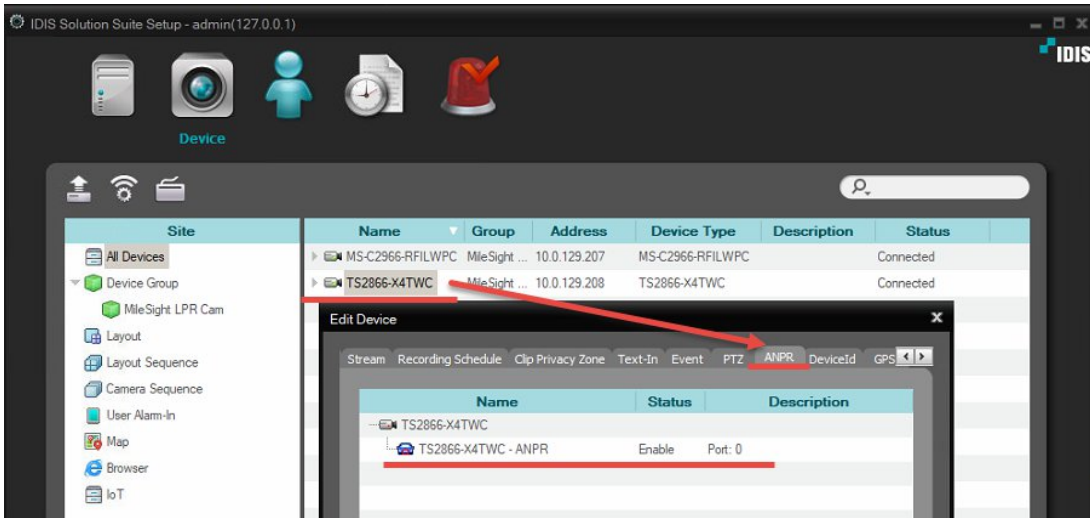 IDIS Solution Suite Setup - admin(127.0.0.1)
IDIS
Device
Site
Name Group Address Device Type Description Status
All Devices
MS-C2966-RFILWPC MileSight ... 10.0.129.207 MS-C2966-RFILWPC Connected
Device Group
TS2866-X4TWC MileSight ... 10.0.129.208 TS2866-X4TWC Connected
MileSight LPR Cam
Layout
Layout Sequence
Camera Sequence
User Alarm-In
Map
Browser
IoT
Edit Device
Stream Recording Schedule Clip Privacy Zone Text-In Event PTZ ANPR DeviceId GPS
Name Status Description
TS2866-X4TWC
TS2866-X4TWC - ANPR Enable Port: 0